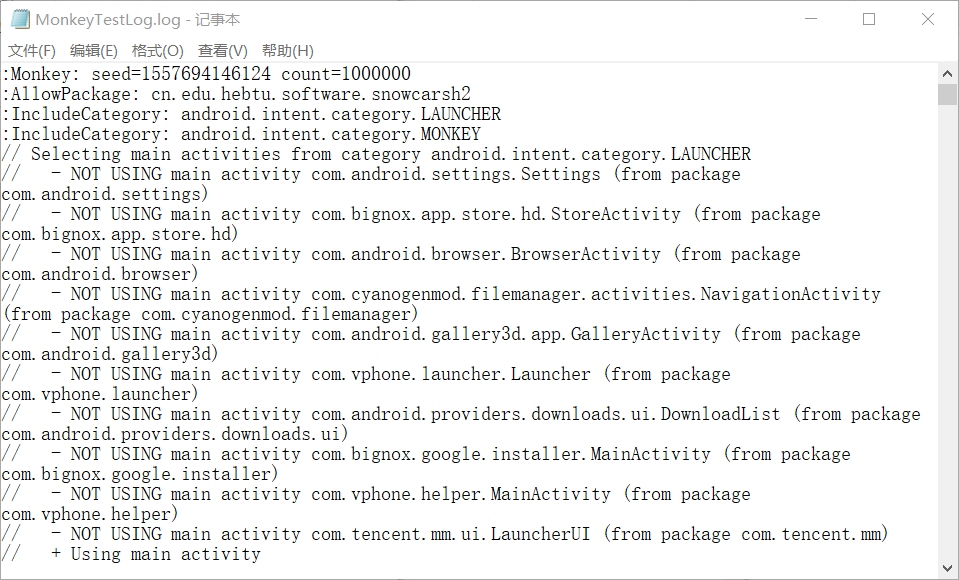 MonkeyTestLog.log - 记事本
文件(F) 编辑(E) 格式(O) 查看(V) 帮助(H)
:Monkey: seed=1557694146124 count=1000000
:AllowPackage: cn.edu.hebtu.software.snowcarsh2
:IncludeCategory: android.intent.category.LAUNCHER
:IncludeCategory: android.intent.category.MONKEY
// Selecting main activities from category android.intent.category.LAUNCHER
//   - NOT USING main activity com.android.settings.Settings (from package
com.android.settings)
//   - NOT USING main activity com.bignox.app.store.hd.StoreActivity (from package
com.bignox.app.store.hd)
//   - NOT USING main activity com.android.browser.BrowserActivity (from package
com.android.browser)
//   - NOT USING main activity com.cyanogenmod.filemanager.activities.NavigationActivity
(from package com.cyanogenmod.filemanager)
//   - NOT USING main activity com.android.gallery3d.app.GalleryActivity (from package
com.android.gallery3d)
//   - NOT USING main activity com.vphone.launcher.Launcher (from package
com.vphone.launcher)
//   - NOT USING main activity com.android.providers.downloads.ui.DownloadList (from package
com.android.providers.downloads.ui)
//   - NOT USING main activity com.bignox.google.installer.MainActivity (from package
com.bignox.google.installer)
//   - NOT USING main activity com.vphone.helper.MainActivity (from package
com.vphone.helper)
//   - NOT USING main activity com.tencent.mm.ui.LauncherUI (from package com.tencent.mm)
//   + Using main activity